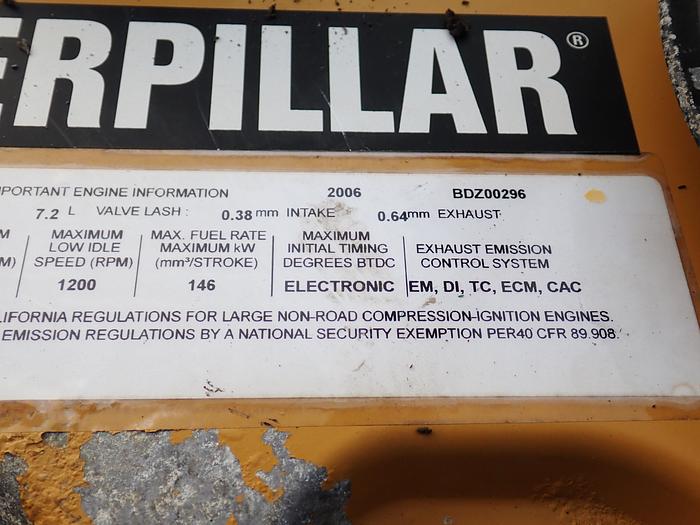 ERPILLAR®
MPORTANT ENGINE INFORMATION 2006 BDZ00296
7.2 L VALVE LASH : 0.38 mm INTAKE 0.64mm EXHAUST
M MAXIMUM MAX. FUEL RATE MAXIMUM
LOW IDLE MAXIMUM kW INITIAL TIMING EXHAUST EMISSION
M) SPEED (RPM) (mm³/STROKE) DEGREES BTDC CONTROL SYSTEM
1200 146 ELECTRONIC EM, DI, TC, ECM, CAC
LIFORNIA REGULATIONS FOR LARGE NON-ROAD COMPRESSION-IGNITION ENGINES.
EMISSION REGULATIONS BY A NATIONAL SECURITY EXEMPTION PER40 CFR 89.908.